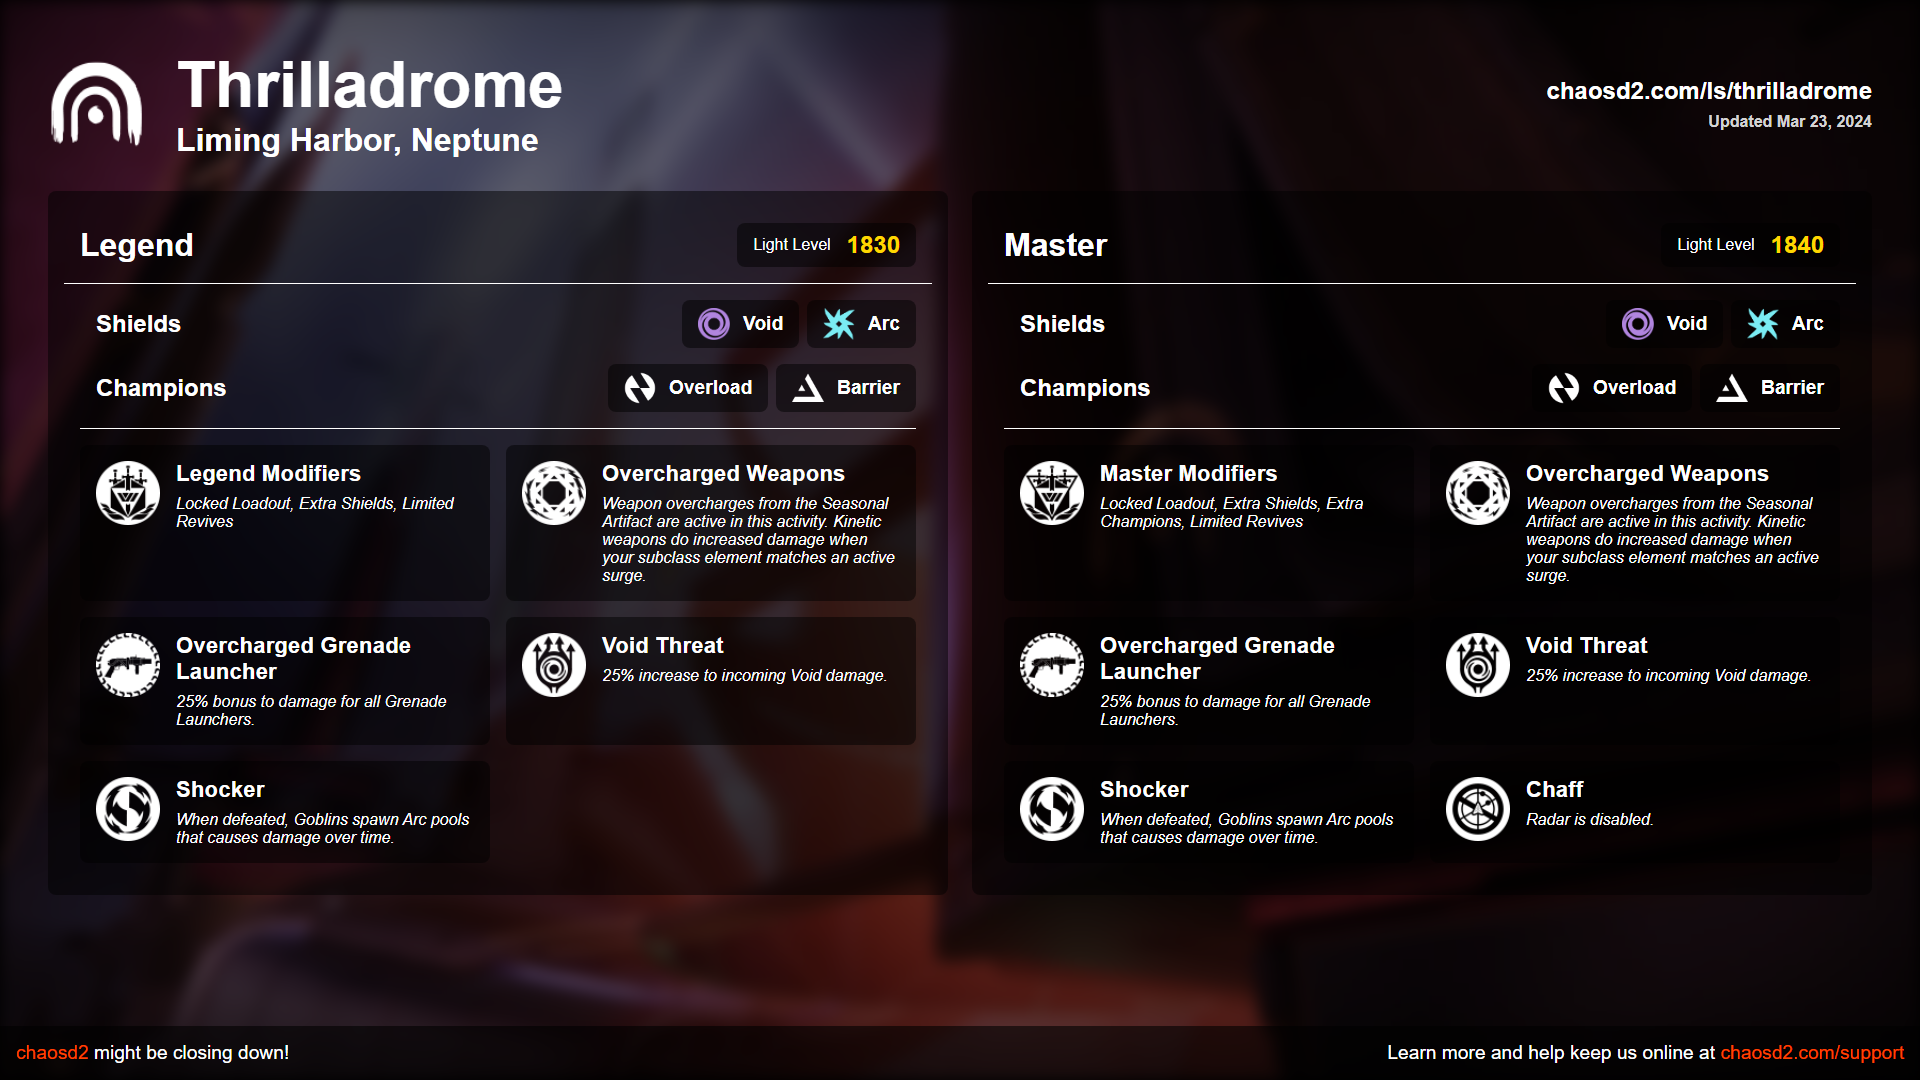 Thrilladrome
Liming Harbor, Neptune
chaosd2.com/ls/thrilladrome
Updated Mar 23, 2024
Legend
Light Level 1830
Shields
Void
Arc
Champions
Overload
Barrier
Legend Modifiers
Locked Loadout, Extra Shields, Limited
Revives
Overcharged Weapons
Weapon overcharges from the Seasonal
Artifact are active in this activity. Kinetic
weapons do increased damage when
your subclass element matches an active
surge.
Overcharged Grenade
Launcher
25% bonus to damage for all Grenade
Launchers.
Void Threat
25% increase to incoming Void damage.
Shocker
When defeated, Goblins spawn Arc pools
that causes damage over time.
Master
Light Level 1840
Shields
Void
Arc
Champions
Overload
Barrier
Master Modifiers
Locked Loadout, Extra Shields, Extra
Champions, Limited Revives
Overcharged Weapons
Weapon overcharges from the Seasonal
Artifact are active in this activity. Kinetic
weapons do increased damage when
your subclass element matches an active
surge.
Overcharged Grenade
Launcher
25% bonus to damage for all Grenade
Launchers.
Void Threat
25% increase to incoming Void damage.
Shocker
When defeated, Goblins spawn Arc pools
that causes damage over time.
Chaff
Radar is disabled.
chaosd2 might be closing down!
Learn more and help keep us online at chaosd2.com/support